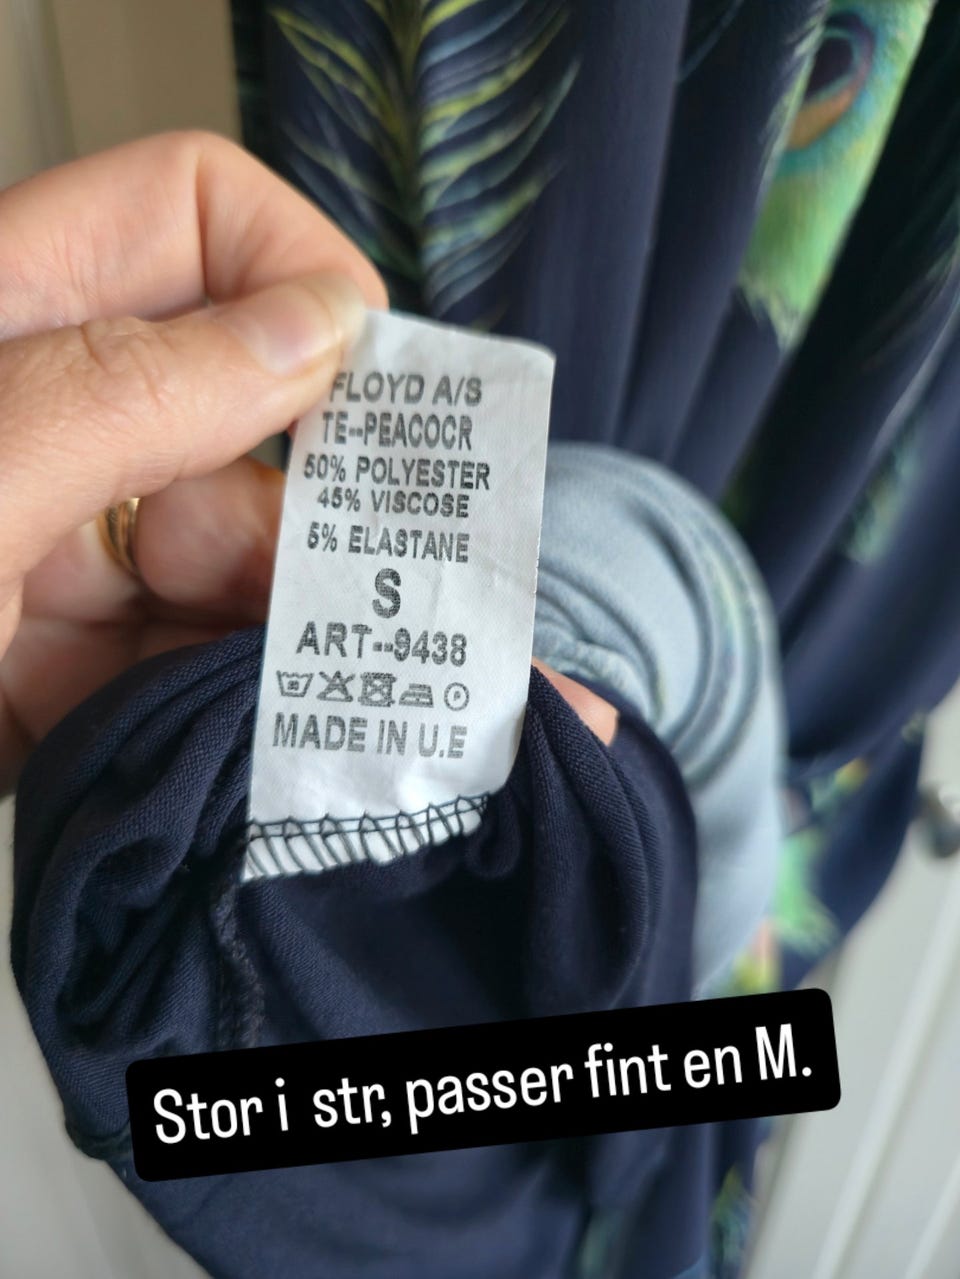 FLOYD A/S
TE--PEACOCR
50% POLYESTER
45% VISCOSE
5% ELASTANE
S
ART--9438
P
MADE IN U.E
Stor i str, passer fint en M.